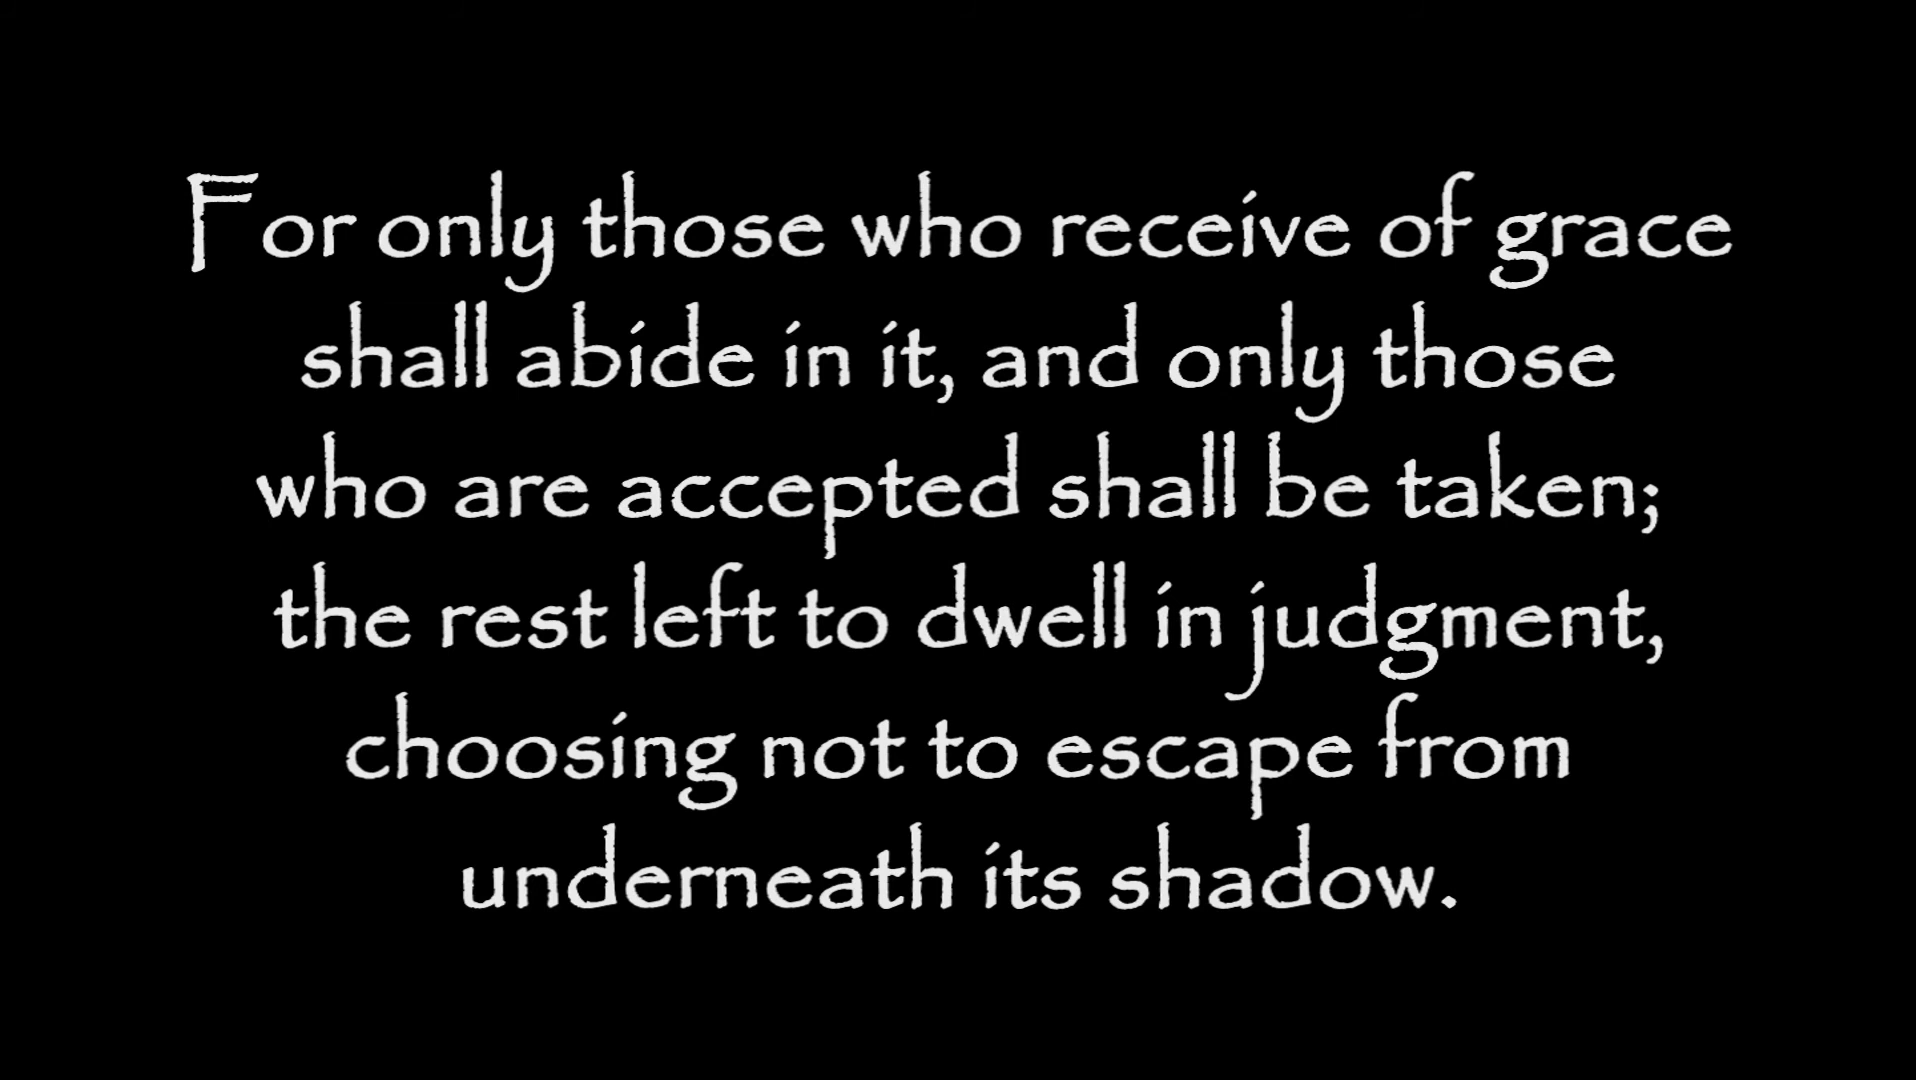 For only those who receive of grace
shall abide in it, and only those
who are accepted shall be taken;
the rest left to dwell in judgment,
choosing not to escape from
underneath its shadow.